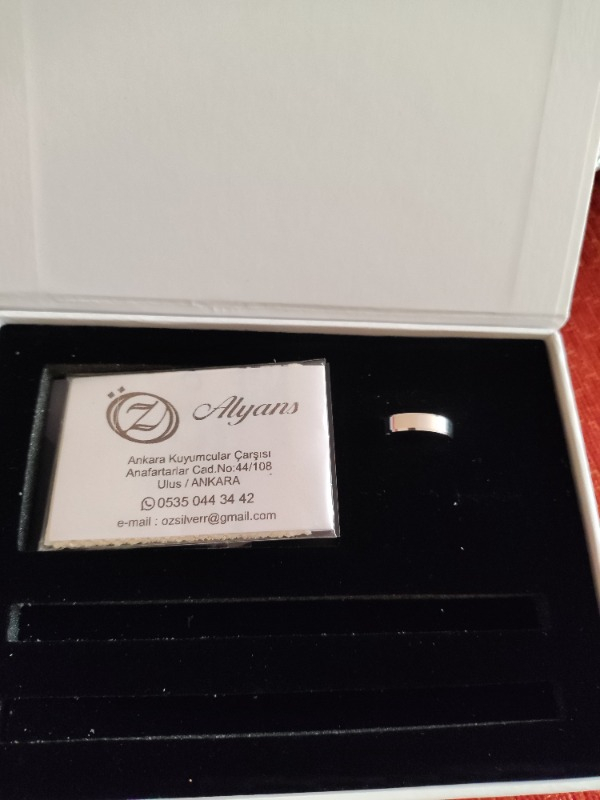 ÖZ Alyans
Ankara Kuyumcular Çarşısı
Anafartarlar Cad.No:44/108
Ulus / ANKARA
0535 044 34 42
e-mail : ozsilverr@gmail.com